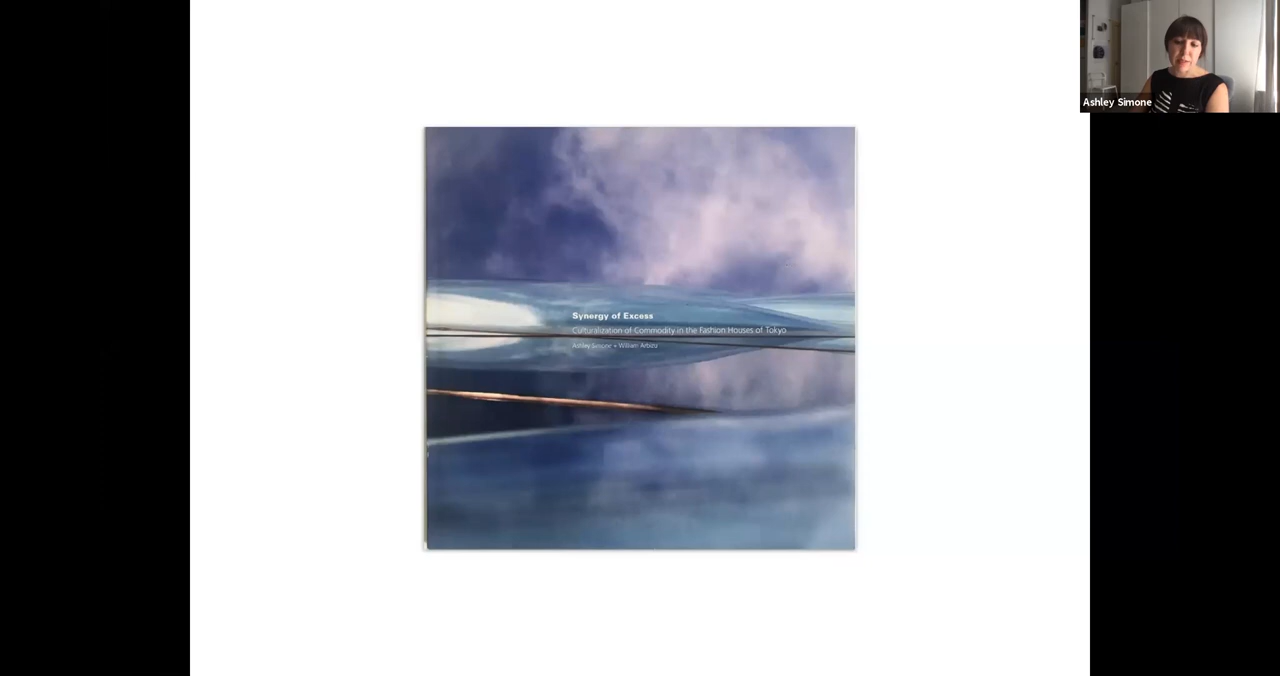 Ashley Simone
Synergy of Excess
Culturalization of Commodity in the Fashion Houses of Tokyo
Ashley Simone + William Arbizu